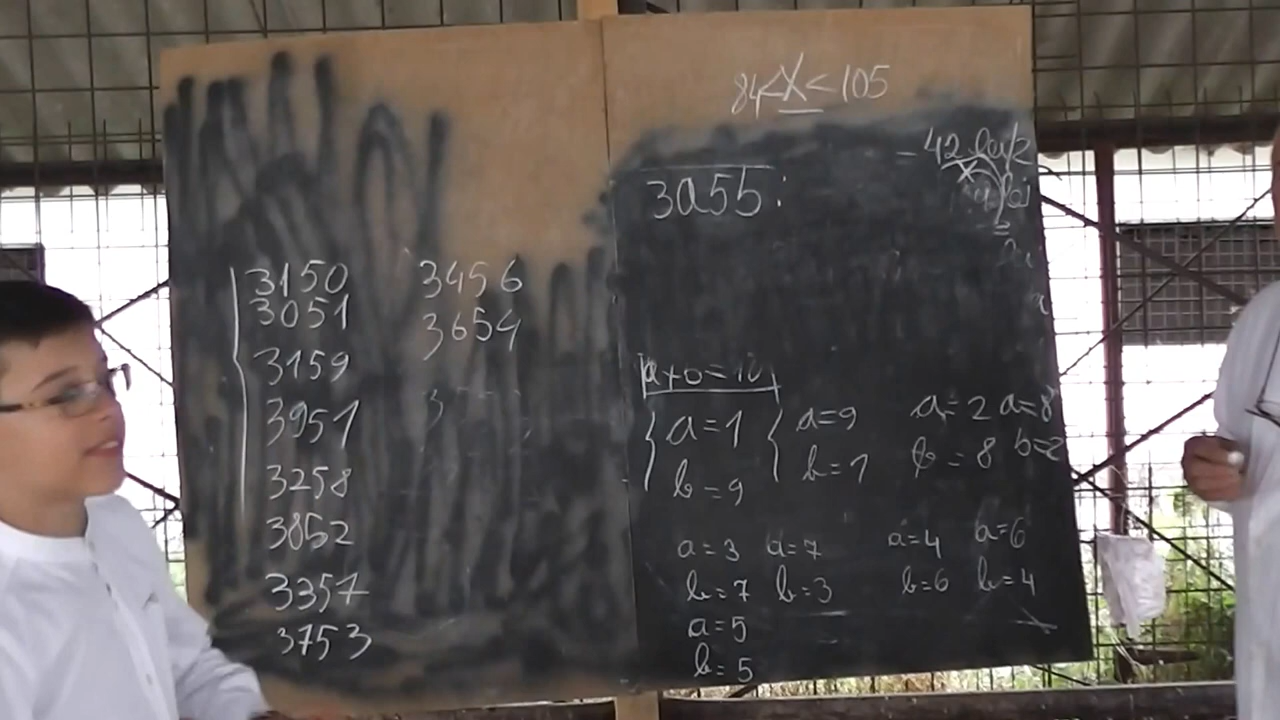 84<X<105
3a5b:
3150 3456
3051 3654
3159
3951
3258
3852
3357
3753
a+b=10
a=1 a=9 a=2 a=8
b=9 b=1 b=8 b=2
a=3 a=7 a=4 a=6
b=7 b=3 b=6 b=4
a=5
b=5